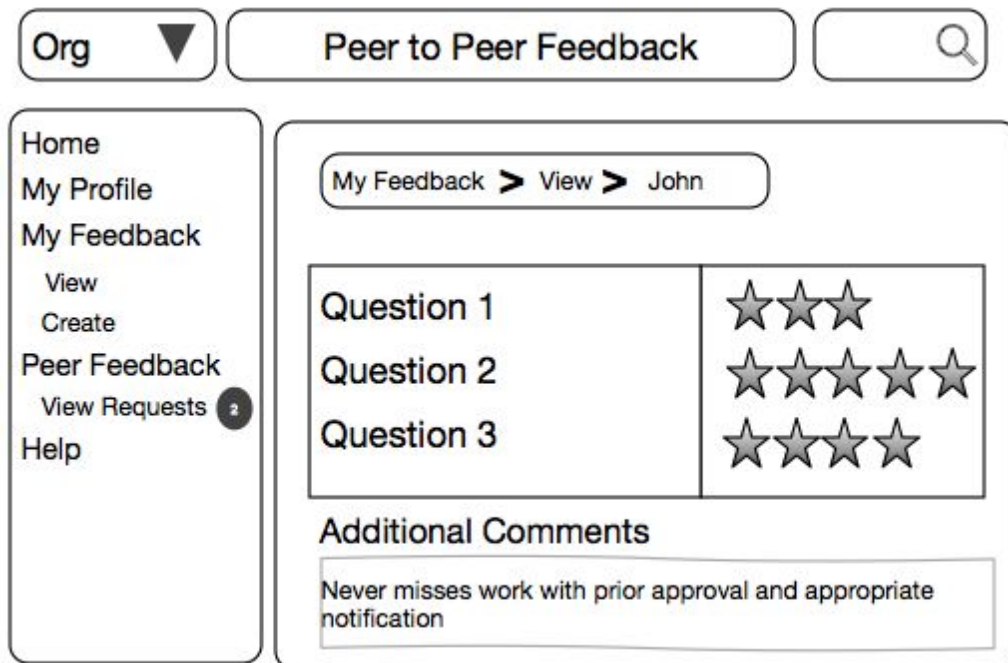 Org
Peer to Peer Feedback
Home
My Profile
My Feedback
View
Create
Peer Feedback
View Requests 2
Help
My Feedback > View > John
Question 1
Question 2
Question 3
Additional Comments
Never misses work with prior approval and appropriate
notification